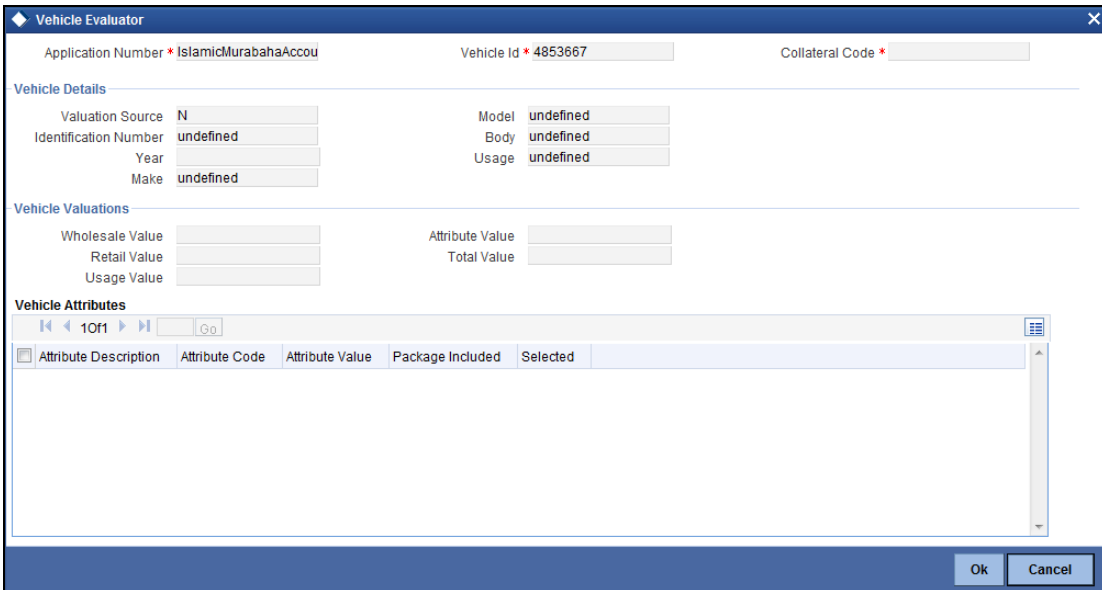 Vehicle Evaluator
Application Number * IslamicMurabahaAccou Vehicle Id * 4853667 Collateral Code *
Vehicle Details
Valuation Source N Model undefined
Identification Number undefined Body undefined
Year Usage undefined
Make undefined
Vehicle Valuations
Wholesale Value Attribute Value
Retail Value Total Value
Usage Value
Vehicle Attributes
1Of1 Go
Attribute Description Attribute Code Attribute Value Package Included Selected
Ok Cancel